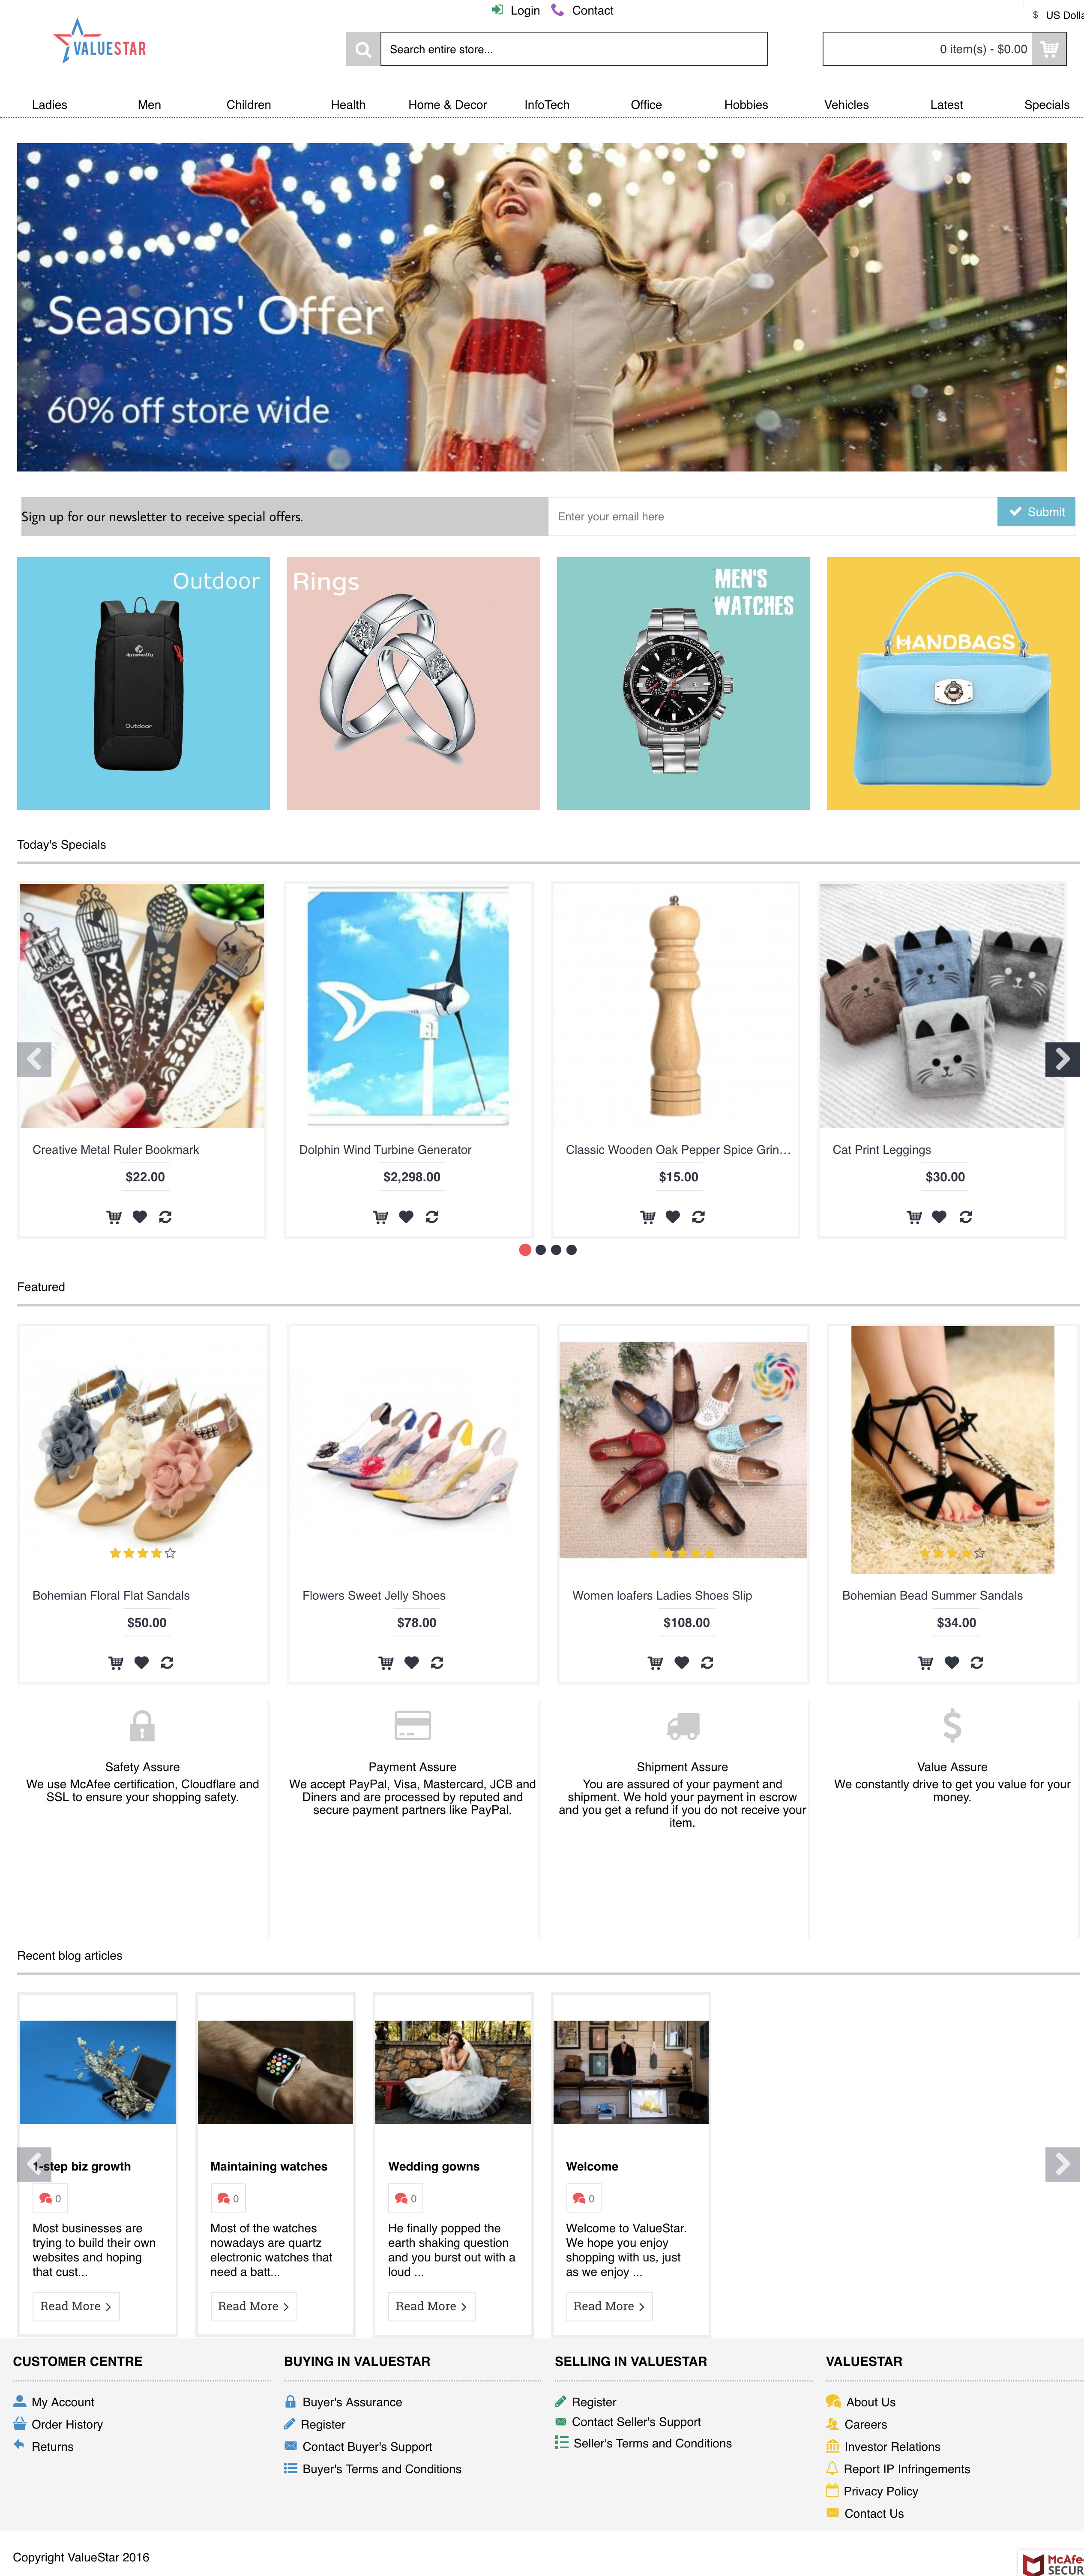 Login Contact
$ US Dolla
VALUESTAR
Search entire store...
0 item(s) - $0.00
Ladies Men Children Health Home & Decor InfoTech Office Hobbies Vehicles Latest Specials
Seasons' Offer
60% off store wide
Sign up for our newsletter to receive special offers.
Enter your email here
Submit
Outdoor
Anmeilu
Outdoor
Rings
MEN'S
WATCHES
HANDBAGS
Today's Specials
Creative Metal Ruler Bookmark
$22.00
Dolphin Wind Turbine Generator
$2,298.00
Classic Wooden Oak Pepper Spice Grin...
$15.00
Cat Print Leggings
$30.00
Featured
Bohemian Floral Flat Sandals
$50.00
Flowers Sweet Jelly Shoes
$78.00
Women loafers Ladies Shoes Slip
$108.00
Bohemian Bead Summer Sandals
$34.00
Safety Assure
We use McAfee certification, Cloudflare and
SSL to ensure your shopping safety.
Payment Assure
We accept PayPal, Visa, Mastercard, JCB and
Diners and are processed by reputed and
secure payment partners like PayPal.
Shipment Assure
You are assured of your payment and
shipment. We hold your payment in escrow
and you get a refund if you do not receive your
item.
Value Assure
We constantly drive to get you value for your
money.
Recent blog articles
1-step biz growth
0
Most businesses are
trying to build their own
websites and hoping
that cust...
Read More
Maintaining watches
0
Most of the watches
nowadays are quartz
electronic watches that
need a batt...
Read More
Wedding gowns
0
He finally popped the
earth shaking question
and you burst out with a
loud ...
Read More
Welcome
0
Welcome to ValueStar.
We hope you enjoy
shopping with us, just
as we enjoy ...
Read More
CUSTOMER CENTRE
My Account
Order History
Returns
BUYING IN VALUESTAR
Buyer's Assurance
Register
Contact Buyer's Support
Buyer's Terms and Conditions
SELLING IN VALUESTAR
Register
Contact Seller's Support
Seller's Terms and Conditions
VALUESTAR
About Us
Careers
Investor Relations
Report IP Infringements
Privacy Policy
Contact Us
Copyright ValueStar 2016
McAfee
SECUR